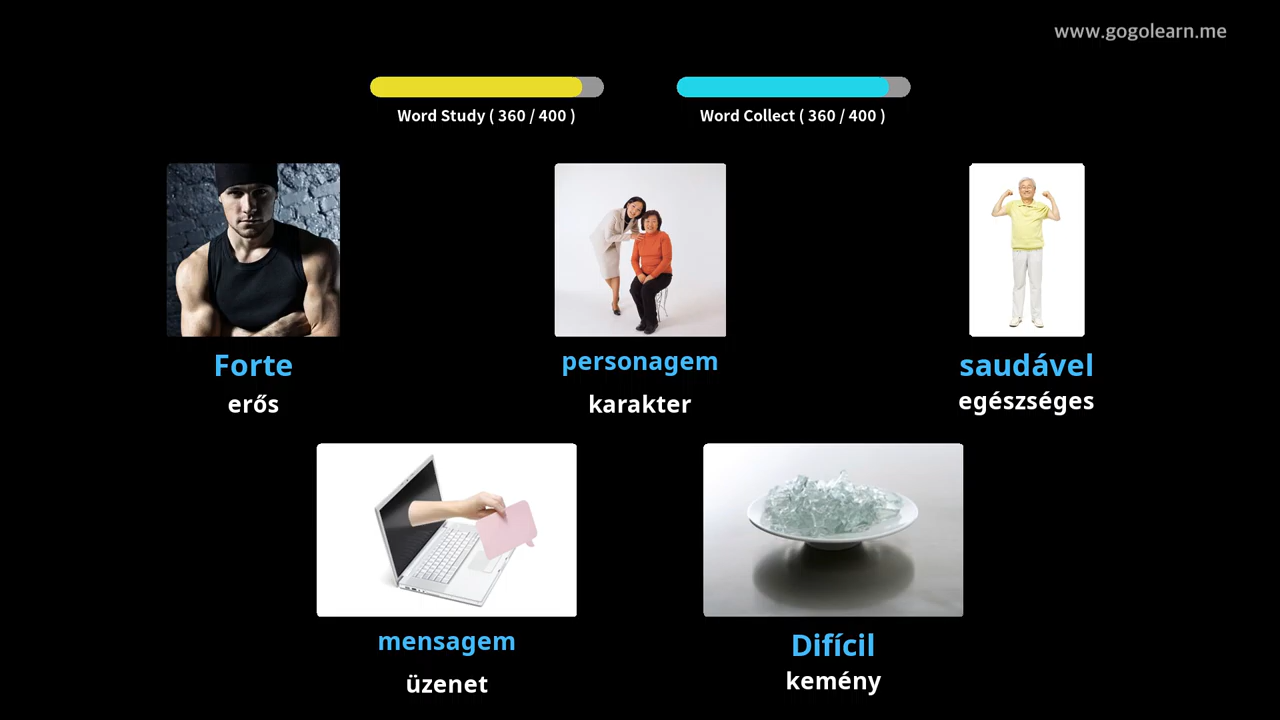 www.gogolearn.me
Word Study ( 360 / 400 )
Word Collect ( 360 / 400 )
Forte
erős
personagem
karakter
saudável
egészséges
mensagem
üzenet
Difícil
kemény